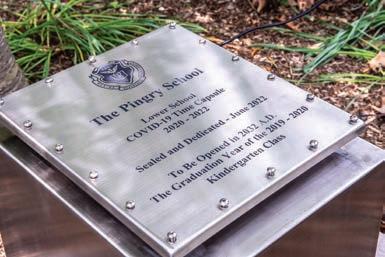 The Pingry School
Lower School
COVID-19 Time Capsule
2020 - 2022
Sealed and Dedicated - June 2022
To Be Opened in 2032 A.D.
The Graduation Year of the 2019 - 2020
Kindergarten Class